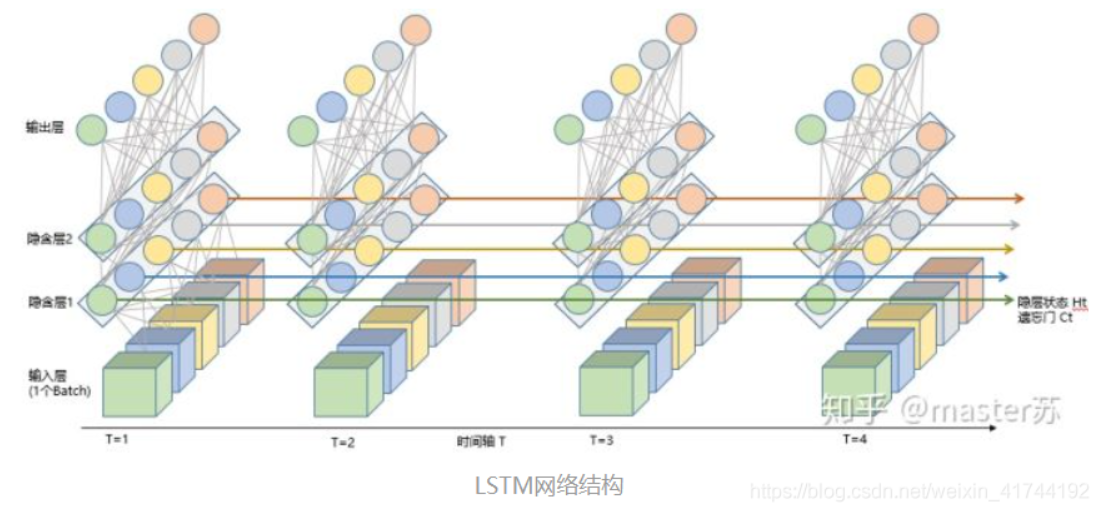 输出层
隐含层2
隐含层1
隐层状态 Ht
遗忘门 Ct
输入层
(1个Batch)
知乎 @master苏
T=1
T=2
时间轴 T
T=3
T=4
LSTM网络结构
https://blog.csdn.net/weixin_41744192